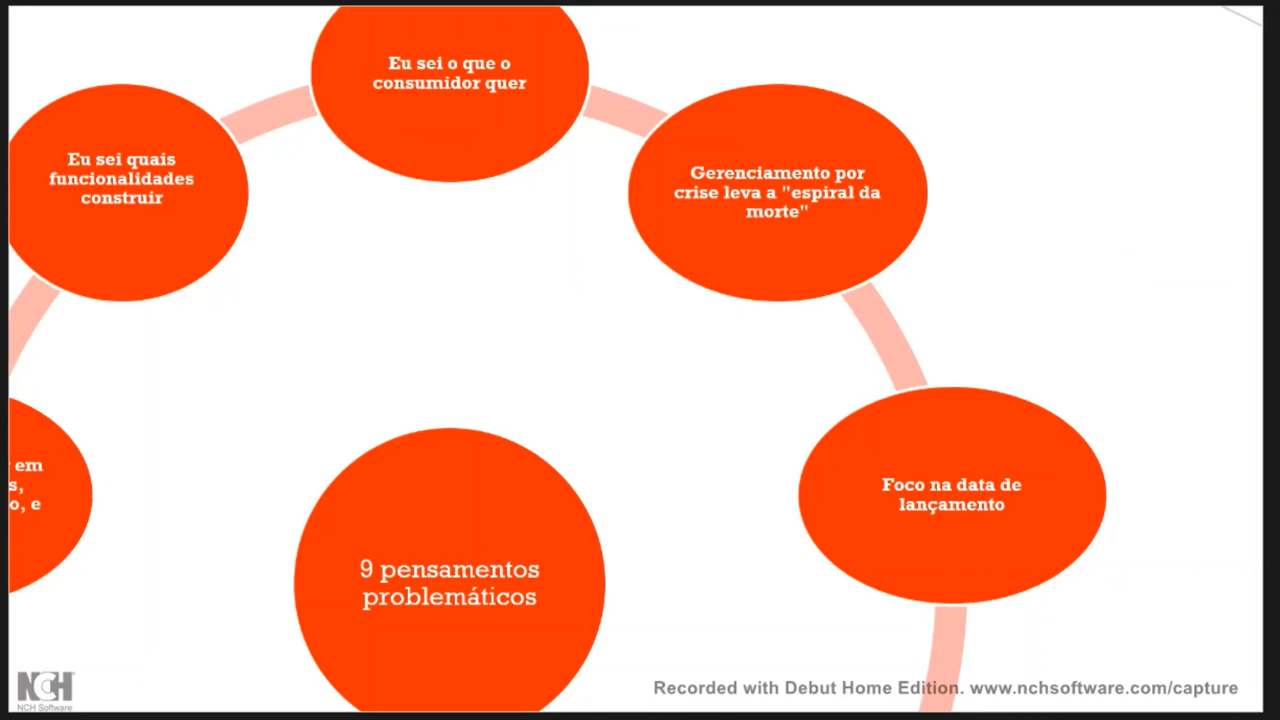 Eu sei o que o
consumidor quer
Eu sei quais
funcionalidades
construir
Gerenciamento por
crise leva a "espiral da
morte"
em
s,
o, e
Foco na data de
lançamento
9 pensamentos
problemáticos
NCH
NCH Software
Recorded with Debut Home Edition. www.nchsoftware.com/capture